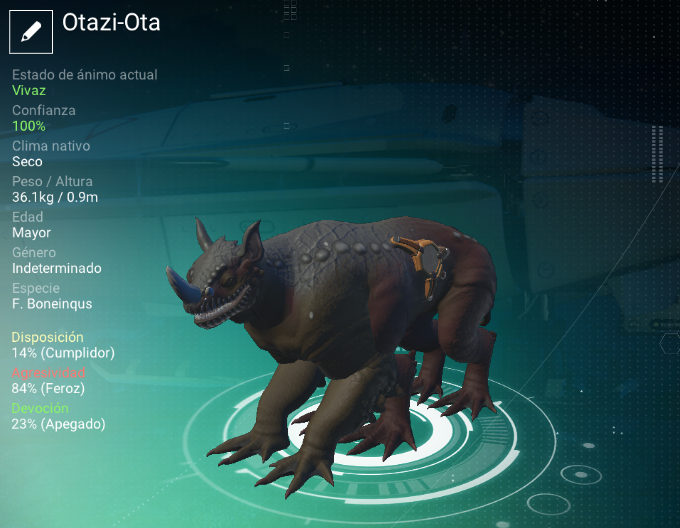 Otazi-Ota
Estado de ánimo actual
Vivaz
Confianza
100%
Clima nativo
Seco
Peso / Altura
36.1kg / 0.9m
Edad
Mayor
Género
Indeterminado
Especie
F. Boneinqus
Disposición
14% (Cumplidor)
Agresividad
84% (Feroz)
Devoción
23% (Apegado)